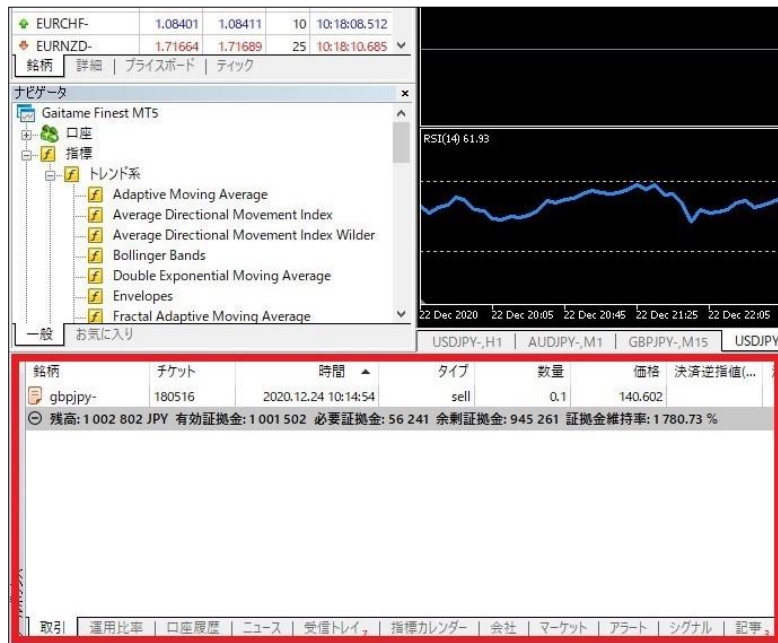 EURCHF- 1.08401 1.08411 10 10:18:08.512
EURNZD- 1.71664 1.71689 25 10:18:10.685
銘柄 | 詳細 | プライスボード | ティック
ナビゲータ ×
Gaitame Finest MT5
口座
指標
トレンド系
Adaptive Moving Average
Average Directional Movement Index
Average Directional Movement Index Wilder
Bollinger Bands
Double Exponential Moving Average
Envelopes
Fractal Adaptive Moving Average
一般 お気に入り
RSI(14) 61.93
22 Dec 2020 22 Dec 20:05 22 Dec 20:45 22 Dec 21:25 22 Dec 22:05
USDJPY-,H1 | AUDJPY-,M1 | GBPJPY-,M15 | USDJPY
銘柄 チケット 時間 タイプ 数量 価格 決済逆指値(...
gbpjpy- 180516 2020.12.24 10:14:54 sell 0.1 140.602
残高: 1 002 802 JPY 有効証拠金: 1 001 502 必要証拠金: 56 241 余剰証拠金: 945 261 証拠金維持率: 1 780.73 %
取引 | 運用比率 | 口座履歴 | ニュース | 受信トレイ 7 | 指標カレンダー | 会社 | マーケット | アラート | シグナル | 記事